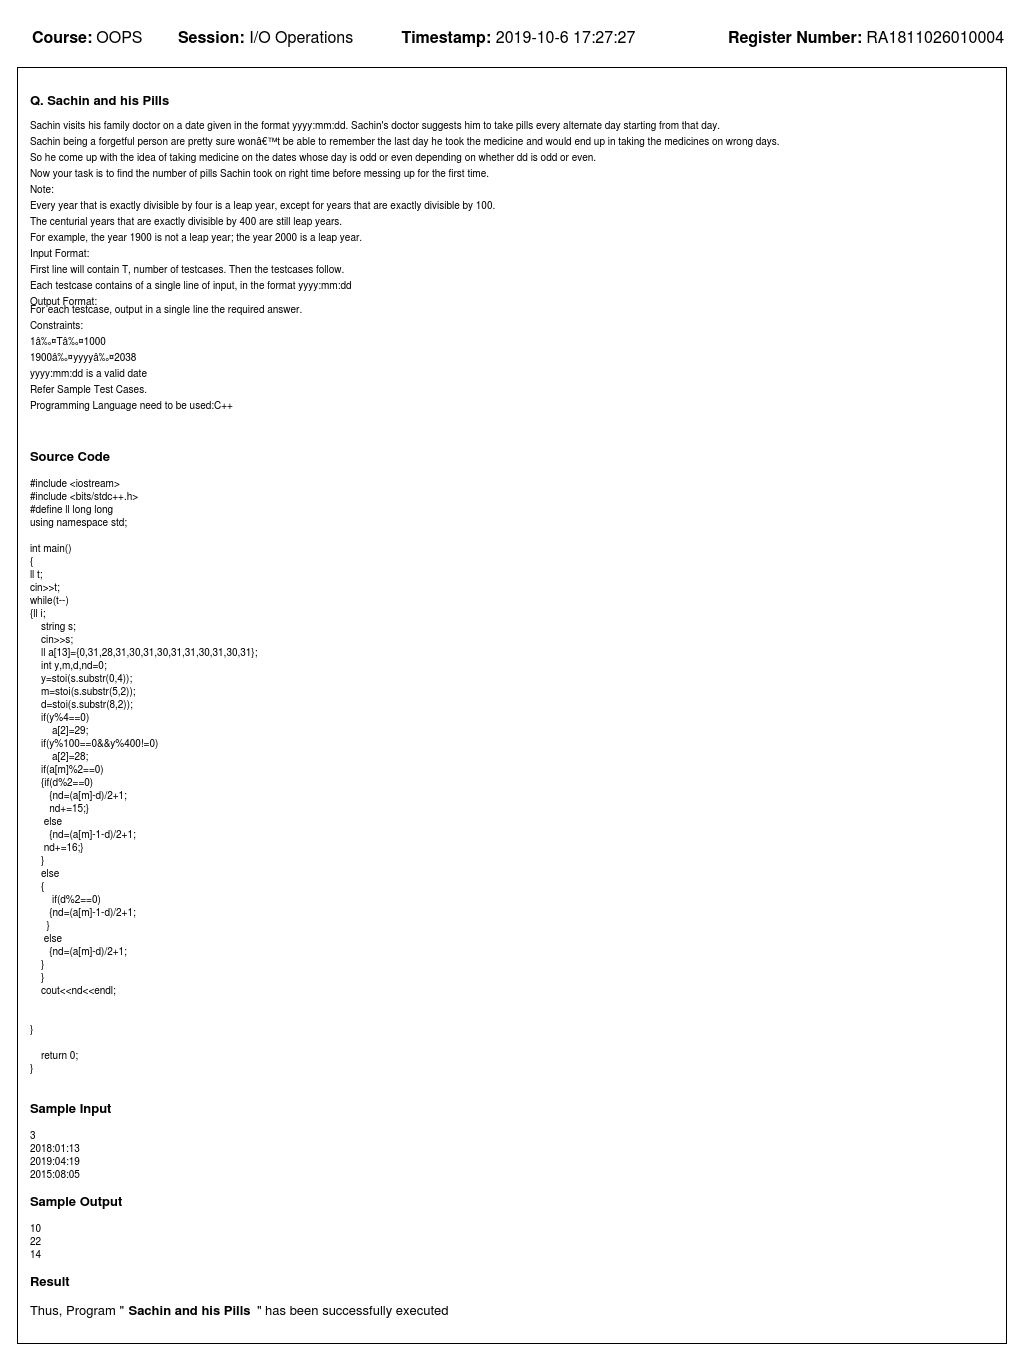 Course: OOPS Session: I/O Operations Timestamp: 2019-10-6 17:27:27 Register Number: RA1811026010004
Q. Sachin and his Pills
Sachin visits his family doctor on a date given in the format yyyy:mm:dd. Sachin's doctor suggests him to take pills every alternate day starting from that day.
Sachin being a forgetful person are pretty sure wonâ€™t be able to remember the last day he took the medicine and would end up in taking the medicines on wrong days.
So he come up with the idea of taking medicine on the dates whose day is odd or even depending on whether dd is odd or even.
Now your task is to find the number of pills Sachin took on right time before messing up for the first time.
Note:
Every year that is exactly divisible by four is a leap year, except for years that are exactly divisible by 100.
The centurial years that are exactly divisible by 400 are still leap years.
For example, the year 1900 is not a leap year; the year 2000 is a leap year.
Input Format:
First line will contain T, number of testcases. Then the testcases follow.
Each testcase contains of a single line of input, in the format yyyy:mm:dd
Output Format:
For each testcase, output in a single line the required answer.
Constraints:
1â‰¤Tâ‰¤1000
1900â‰¤yyyyâ‰¤2038
yyyy:mm:dd is a valid date
Refer Sample Test Cases.
Programming Language need to be used:C++
Source Code
#include <iostream>
#include <bits/stdc++.h>
#define ll long long
using namespace std;
int main()
{
ll t;
cin>>t;
while(t--)
{ll i;
string s;
cin>>s;
ll a[13]={0,31,28,31,30,31,30,31,31,30,31,30,31};
int y,m,d,nd=0;
y=stoi(s.substr(0,4));
m=stoi(s.substr(5,2));
d=stoi(s.substr(8,2));
if(y%4==0)
a[2]=29;
if(y%100==0&&y%400!=0)
a[2]=28;
if(a[m]%2==0)
{if(d%2==0)
{nd=(a[m]-d)/2+1;
nd+=15;}
else
{nd=(a[m]-1-d)/2+1;
nd+=16;}
}
else
{
if(d%2==0)
{nd=(a[m]-1-d)/2+1;
}
else
{nd=(a[m]-d)/2+1;
}
}
cout<<nd<<endl;
}
return 0;
}
Sample Input
3
2018:01:13
2019:04:19
2015:08:05
Sample Output
10
22
14
Result
Thus, Program " Sachin and his Pills " has been successfully executed